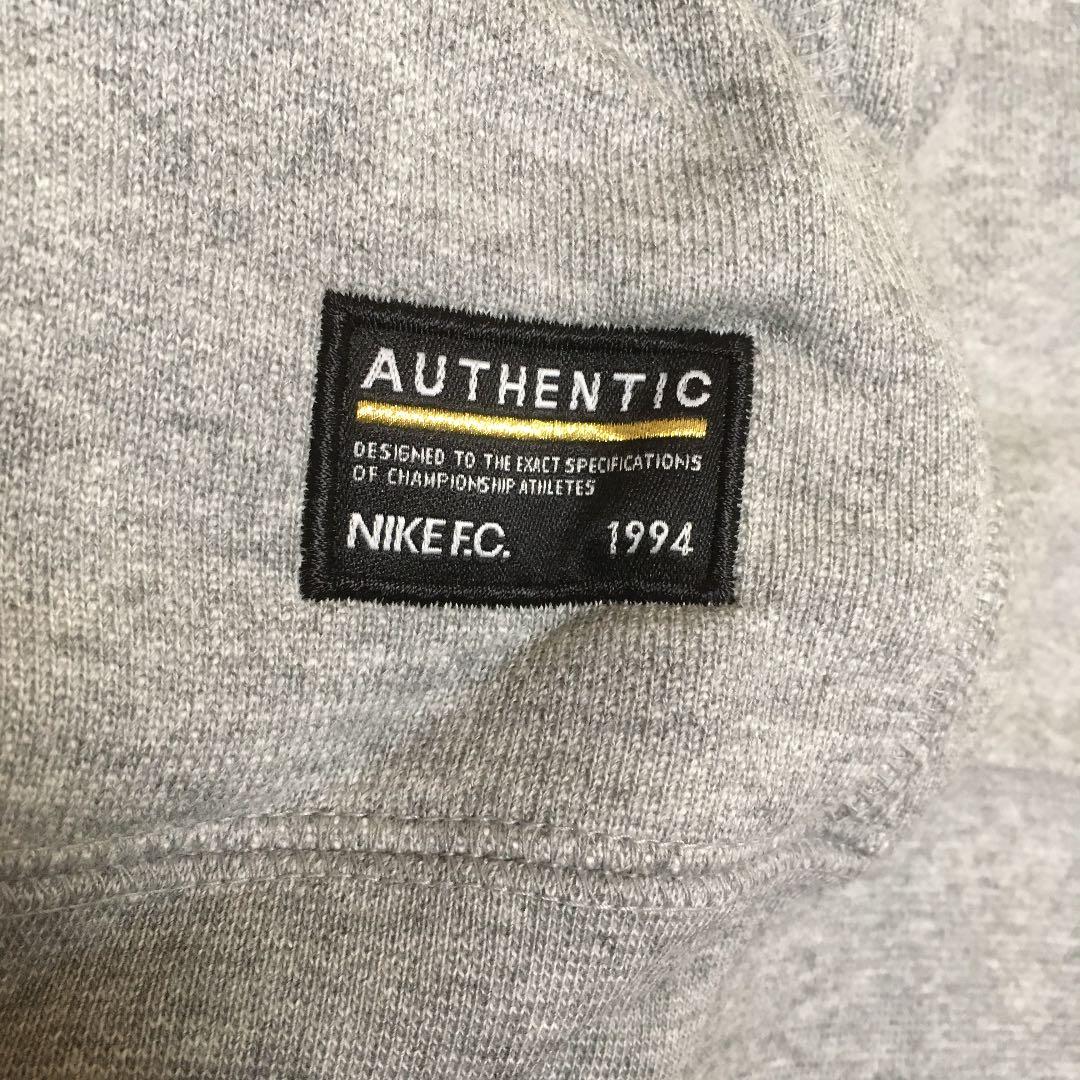 AUTHENTIC
DESIGNED TO THE EXACT SPECIFICATIONS
OF CHAMPIONSHIP ATHLETES
NIKE F.C. 1994